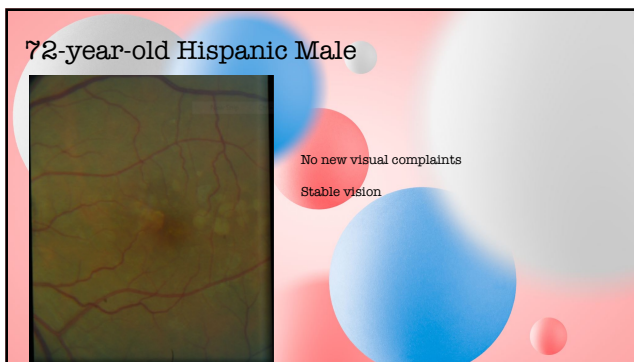 72-year-old Hispanic Male
No new visual complaints
Stable vision